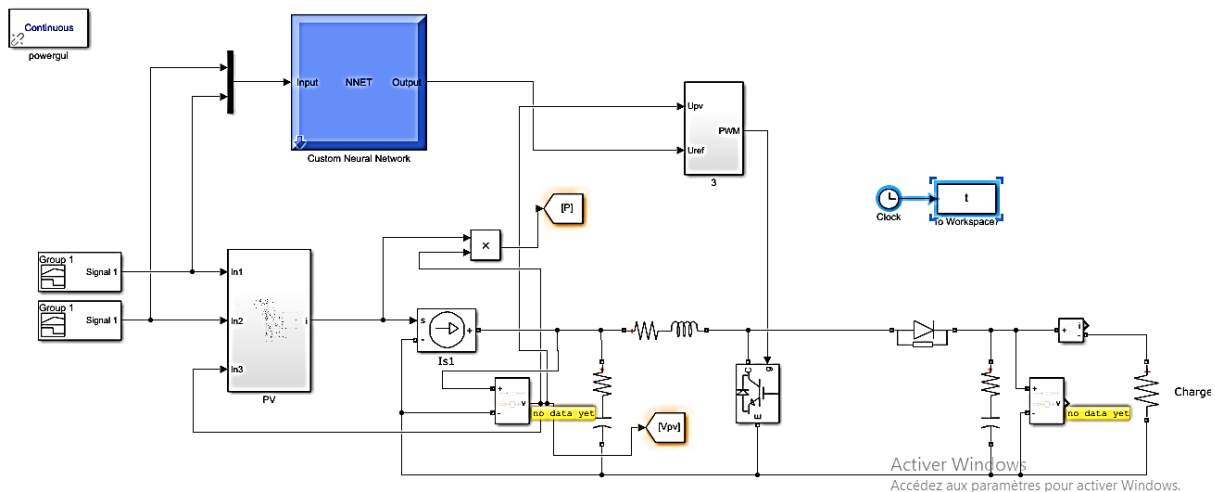 Continuous
powergui
Input
NNET
Output
Custom Neural Network
Upv
Uref
PWM
3
[P]
Clock
t
To Workspace7
Group 1
Signal 1
Group 1
Signal 1
In1
In2
In3
i
PV
×
s
+
-
Is1
+
-
v
no data yet
[Vpv]
g
C
E
+
-
i
+
-
v
no data yet
Charge
Activer Windows
Accédez aux paramètres pour activer Windows.